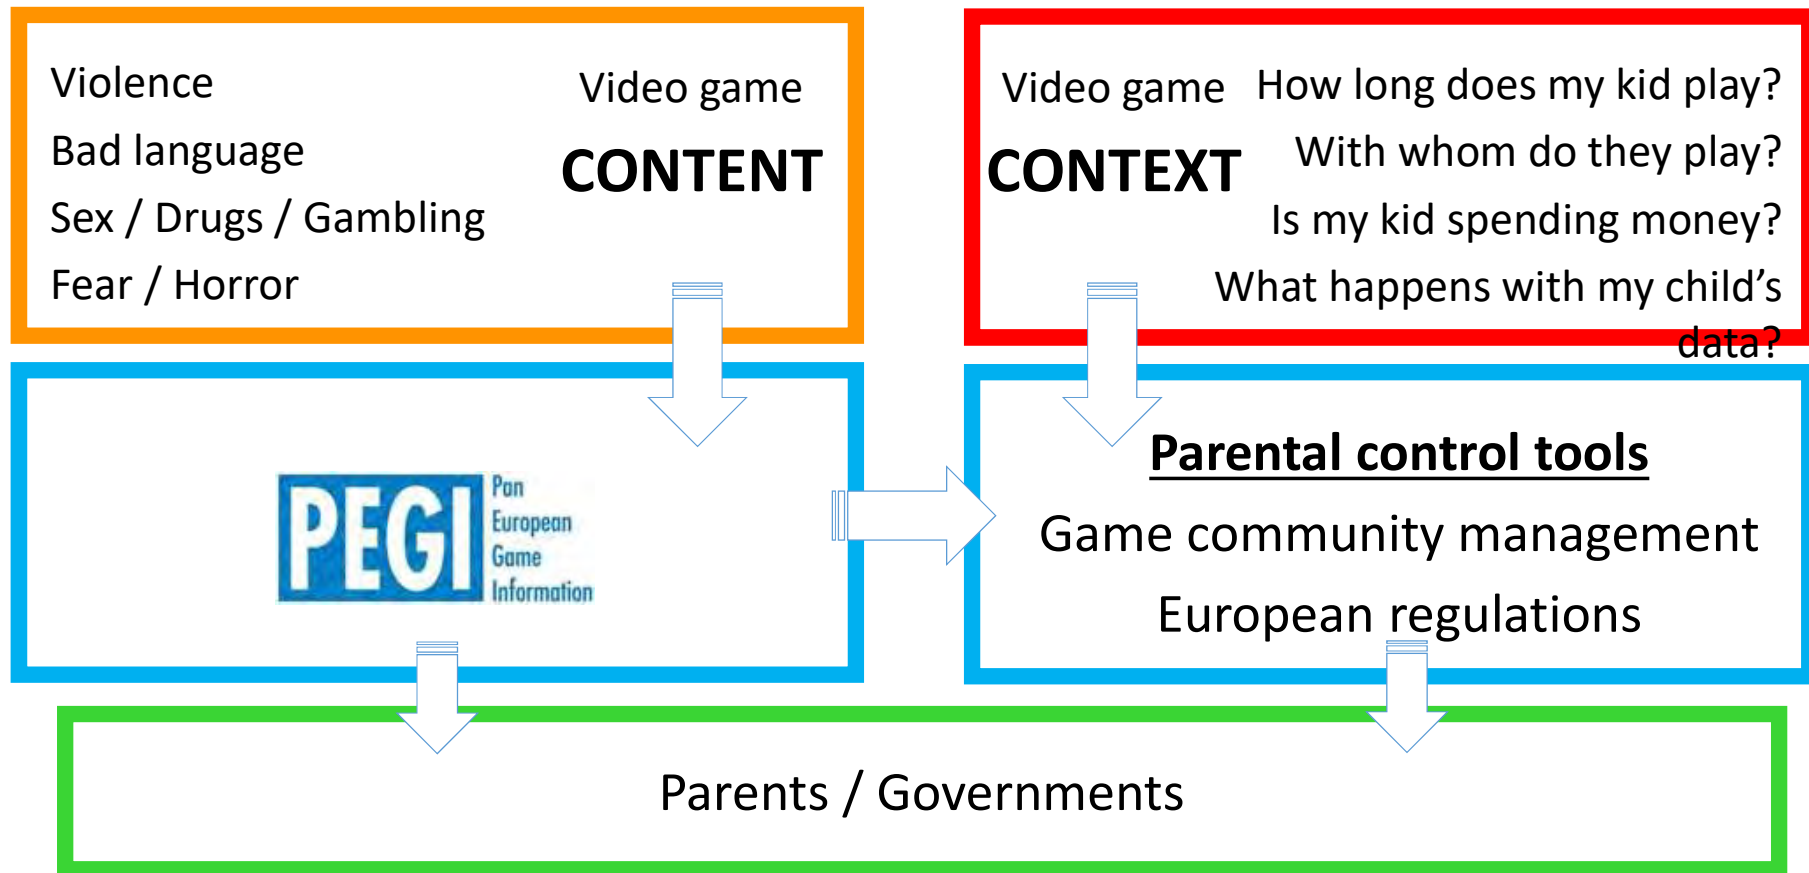 Violence
Bad language
Sex / Drugs / Gambling
Fear / Horror
Video game
CONTENT
Video game
CONTEXT
How long does my kid play?
With whom do they play?
Is my kid spending money?
What happens with my child’s
data?
PEGI
Pan
European
Game
Information
Parental control tools
Game community management
European regulations
Parents / Governments